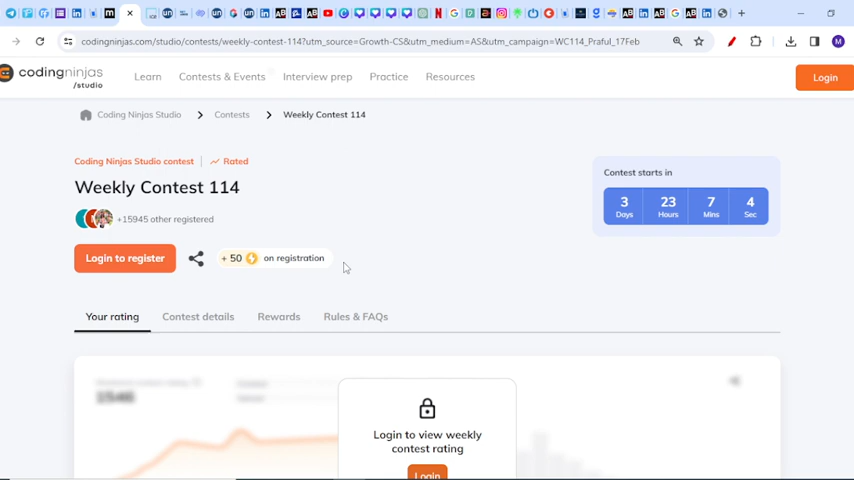 codingninjas.com/studio/contests/weekly-contest-114?utm_source=Growth-CS&utm_medium=AS&utm_campaign=WC114_Praful_17Feb
M
codingninjas
/studio
Learn
Contests & Events
Interview prep
Practice
Resources
Login
Coding Ninjas Studio
Contests
Weekly Contest 114
Coding Ninjas Studio contest
Rated
Weekly Contest 114
+15945 other registered
Contest starts in
3 23 7 4
Days Hours Mins Sec
Login to register
+ 50 on registration
Your rating
Contest details
Rewards
Rules & FAQs
1546
Login to view weekly
contest rating
Login